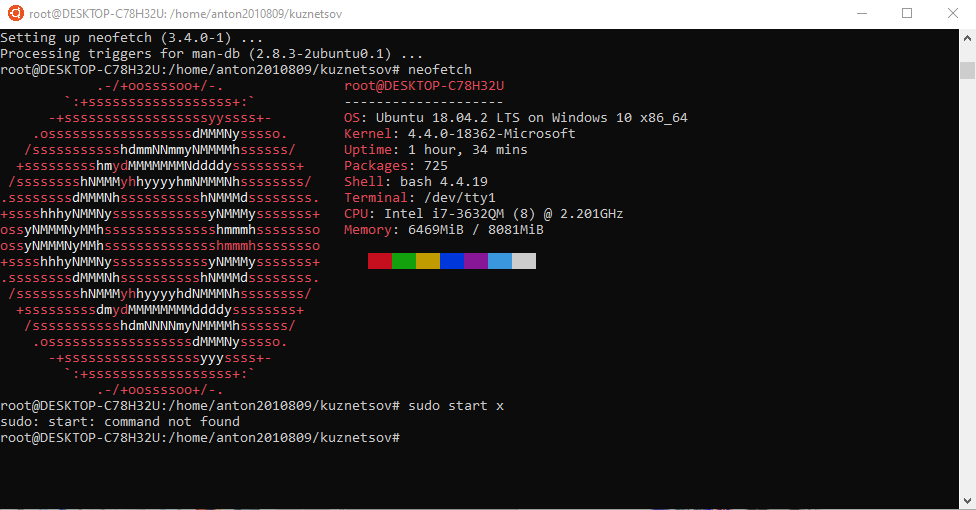 root@DESKTOP-C78H32U: /home/anton2010809/kuznetsov
Setting up neofetch (3.4.0-1) ...
Processing triggers for man-db (2.8.3-2ubuntu0.1) ...
root@DESKTOP-C78H32U:/home/anton2010809/kuznetsov# neofetch
.-/+oossssoo+/-. root@DESKTOP-C78H32U
`:+ssssssssssssssssss+:` --------------------
-+ssssssssssssssssssyyssss+- OS: Ubuntu 18.04.2 LTS on Windows 10 x86_64
.ossssssssssssssssssdMMMNysssso. Kernel: 4.4.0-18362-Microsoft
/ssssssssssshdmmNNmmyNMMMMhssssss/ Uptime: 1 hour, 34 mins
+ssssssssshmydMMMMMMMNddddyssssssss+ Packages: 725
/sssssssshNMMMyhhyyyyhmNMMMNhssssssss/ Shell: bash 4.4.19
.ssssssssdMMMNhsssssssssshNMMMdssssssss. Terminal: /dev/tty1
+sssshhhyNMMNyssssssssssssyNMMMyssssssss+ CPU: Intel i7-3632QM (8) @ 2.201GHz
ossyNMMMNyMMhsssssssssssssshmmmhssssssso Memory: 6469MiB / 8081MiB
ossyNMMMNyMMhsssssssssssssshmmmhssssssso
+sssshhhyNMMNyssssssssssssyNMMMyssssssss+
.ssssssssdMMMNhsssssssssshNMMMdssssssss.
/sssssssshNMMMyhhyyyyhdNMMMNhssssssss/
+sssssssssdmydMMMMMMMMddddyssssssss+
/ssssssssssshdmNNNNmyNMMMMhssssss/
.ossssssssssssssssssdMMMNysssso.
-+sssssssssssssssssyyyssss+-
`:+ssssssssssssssssss+:`
.-/+oossssoo+/-.
root@DESKTOP-C78H32U:/home/anton2010809/kuznetsov# sudo start x
sudo: start: command not found
root@DESKTOP-C78H32U:/home/anton2010809/kuznetsov#